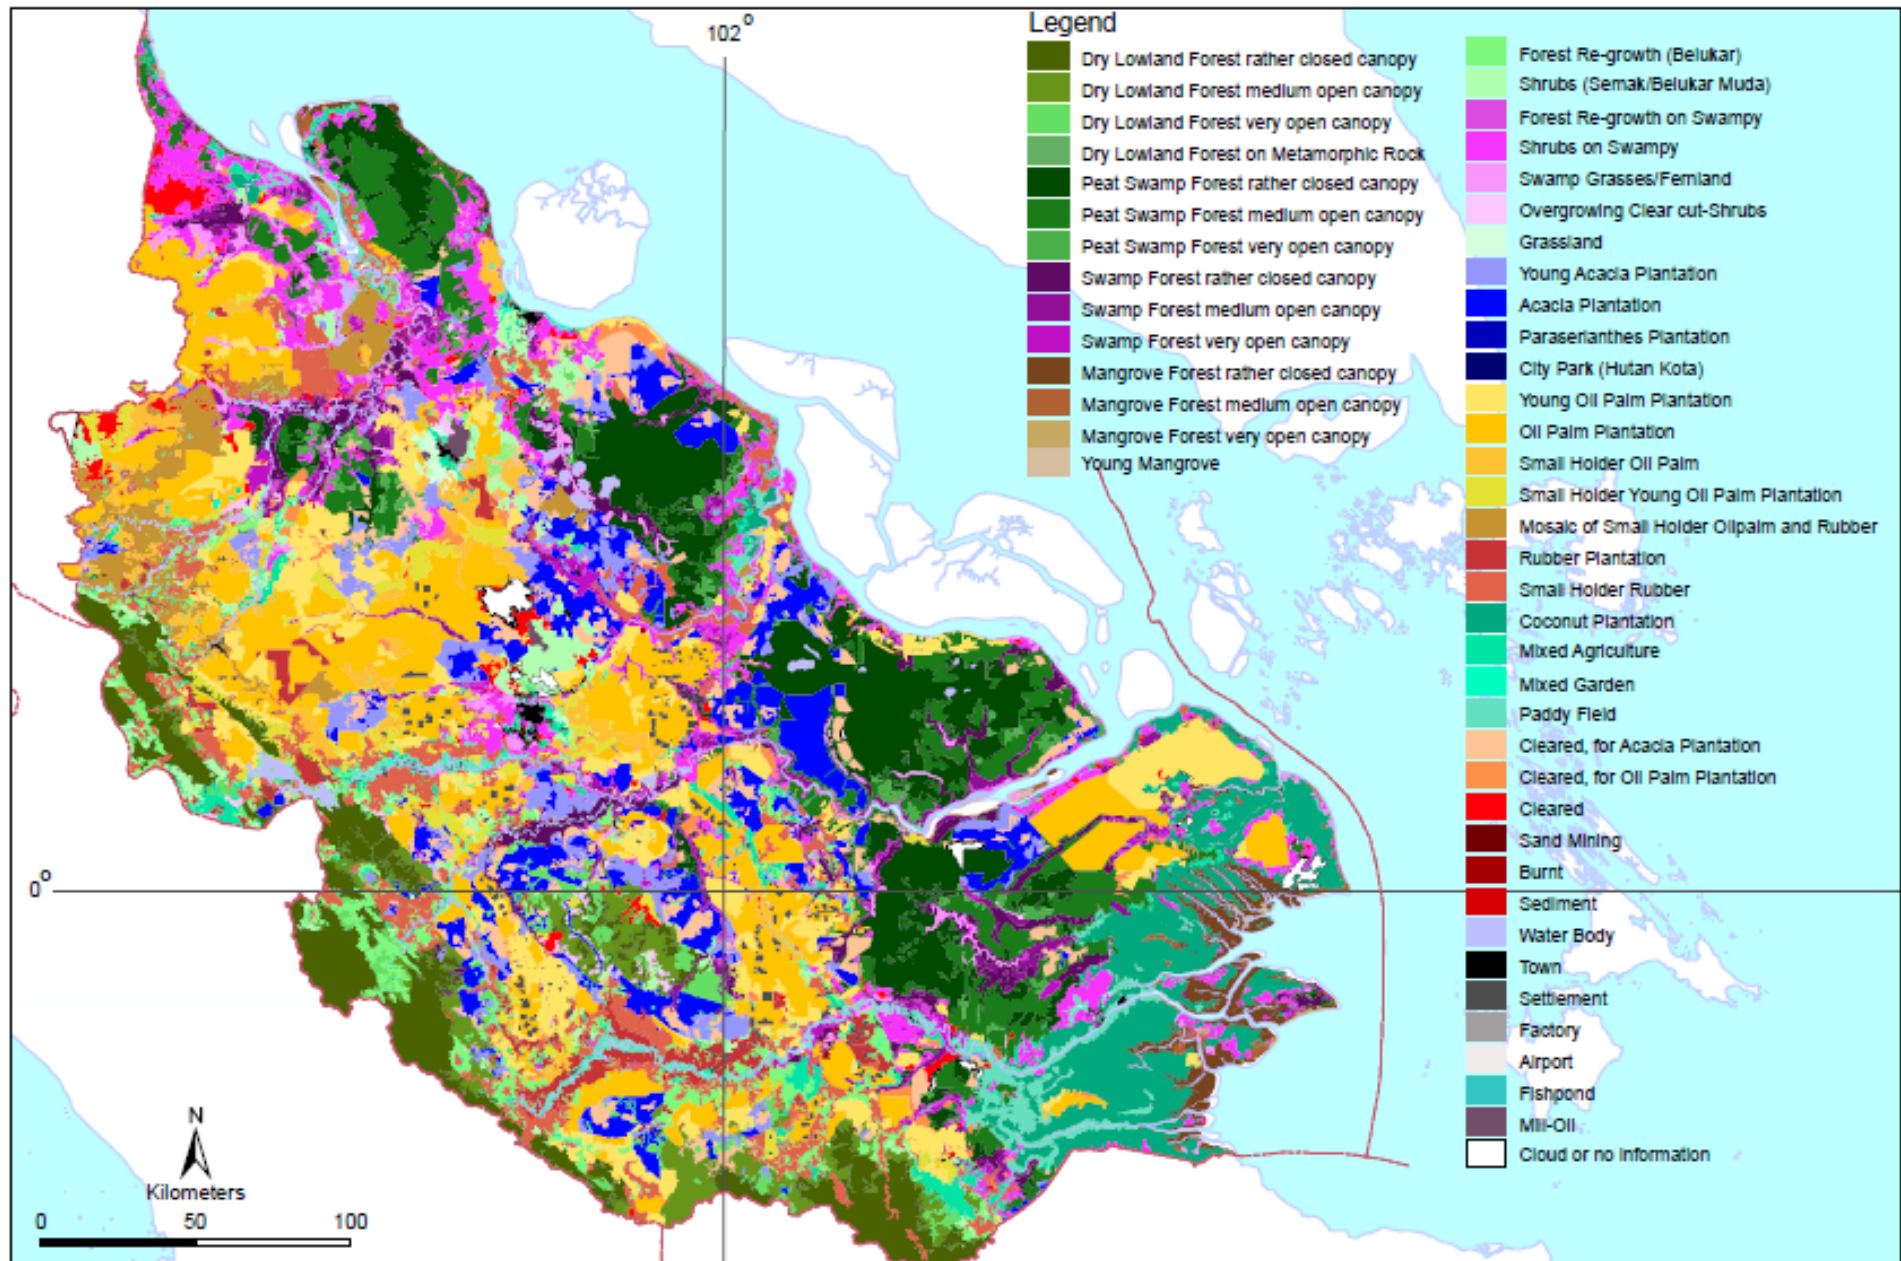 102°
Legend
Dry Lowland Forest rather closed canopy
Dry Lowland Forest medium open canopy
Dry Lowland Forest very open canopy
Dry Lowland Forest on Metamorphic Rock
Peat Swamp Forest rather closed canopy
Peat Swamp Forest medium open canopy
Peat Swamp Forest very open canopy
Swamp Forest rather closed canopy
Swamp Forest medium open canopy
Swamp Forest very open canopy
Mangrove Forest rather closed canopy
Mangrove Forest medium open canopy
Mangrove Forest very open canopy
Young Mangrove
Forest Re-growth (Belukar)
Shrubs (Semak/Belukar Muda)
Forest Re-growth on Swampy
Shrubs on Swampy
Swamp Grasses/Fernland
Overgrowing Clear cut-Shrubs
Grassland
Young Acacia Plantation
Acacia Plantation
Paraserianthes Plantation
City Park (Hutan Kota)
Young Oil Palm Plantation
Oil Palm Plantation
Small Holder Oil Palm
Small Holder Young Oil Palm Plantation
Mosaic of Small Holder Oilpalm and Rubber
Rubber Plantation
Small Holder Rubber
Coconut Plantation
Mixed Agriculture
Mixed Garden
Paddy Field
Cleared, for Acacia Plantation
Cleared, for Oil Palm Plantation
Cleared
Sand Mining
Burnt
Sediment
Water Body
Town
Settlement
Factory
Airport
Fishpond
Mill-Oil
Cloud or no information
0°
N
Kilometers
0 50 100